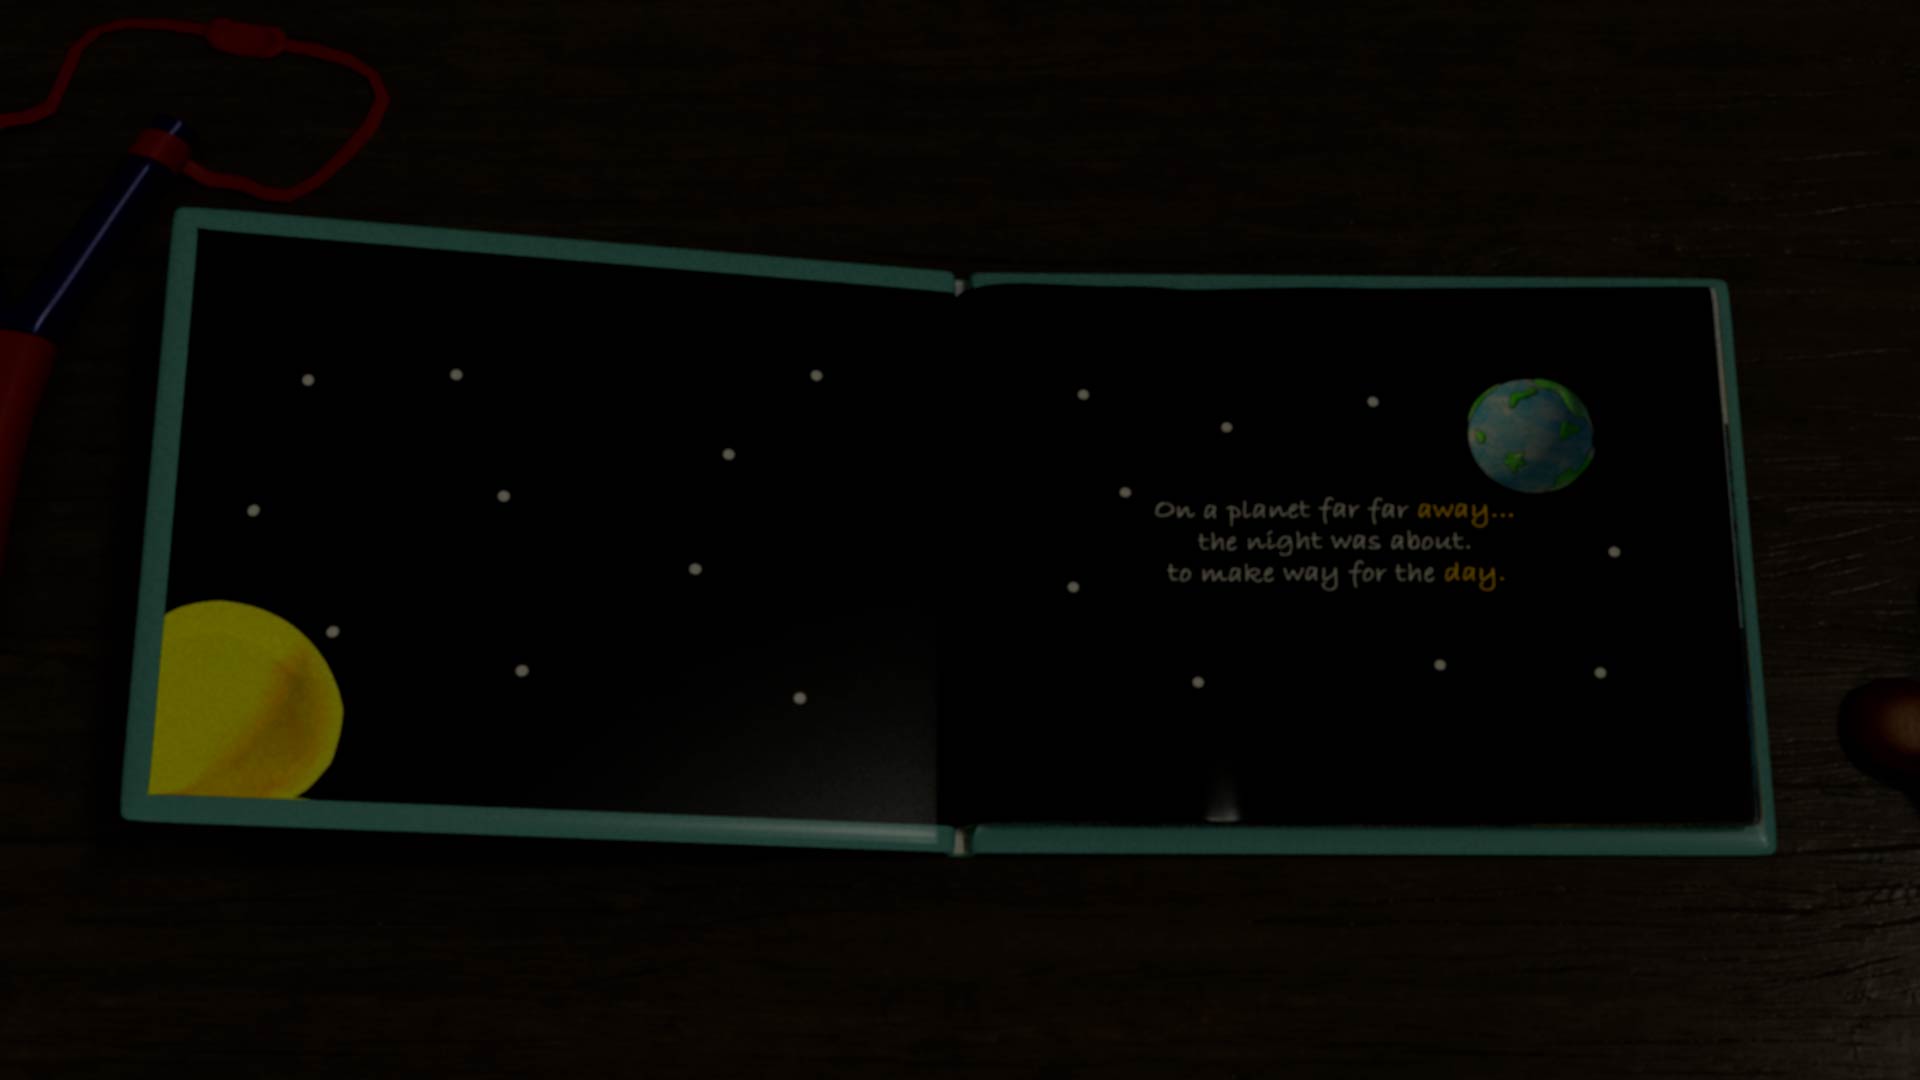 On a planet far far away...
the night was about.
to make way for the day.